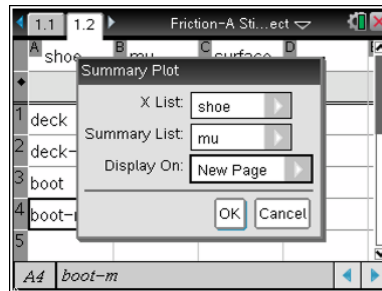 1.1 1.2 Friction-A Sti...ect
A shoe B mu C surface D
Summary Plot
X List: shoe
Summary List: mu
Display On: New Page
OK Cancel
1 deck
2 deck-
3 boot
4 boot-
5
A4 boot-m